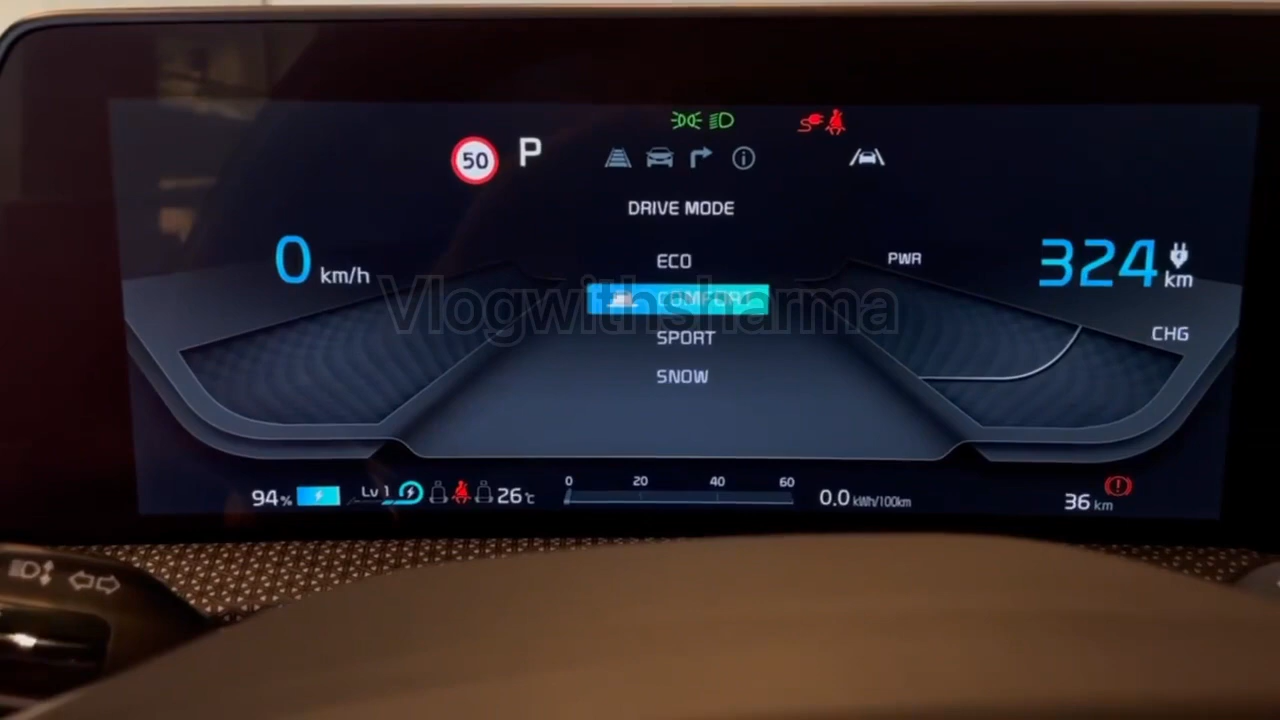 50 P
DRIVE MODE
0 km/h
ECO
PWR
324 km
COMFORT
Vlogwithsharma
SPORT
CHG
SNOW
94%
Lv 1
26°c
0 20 40 60
0.0 kWh/100km
36 km